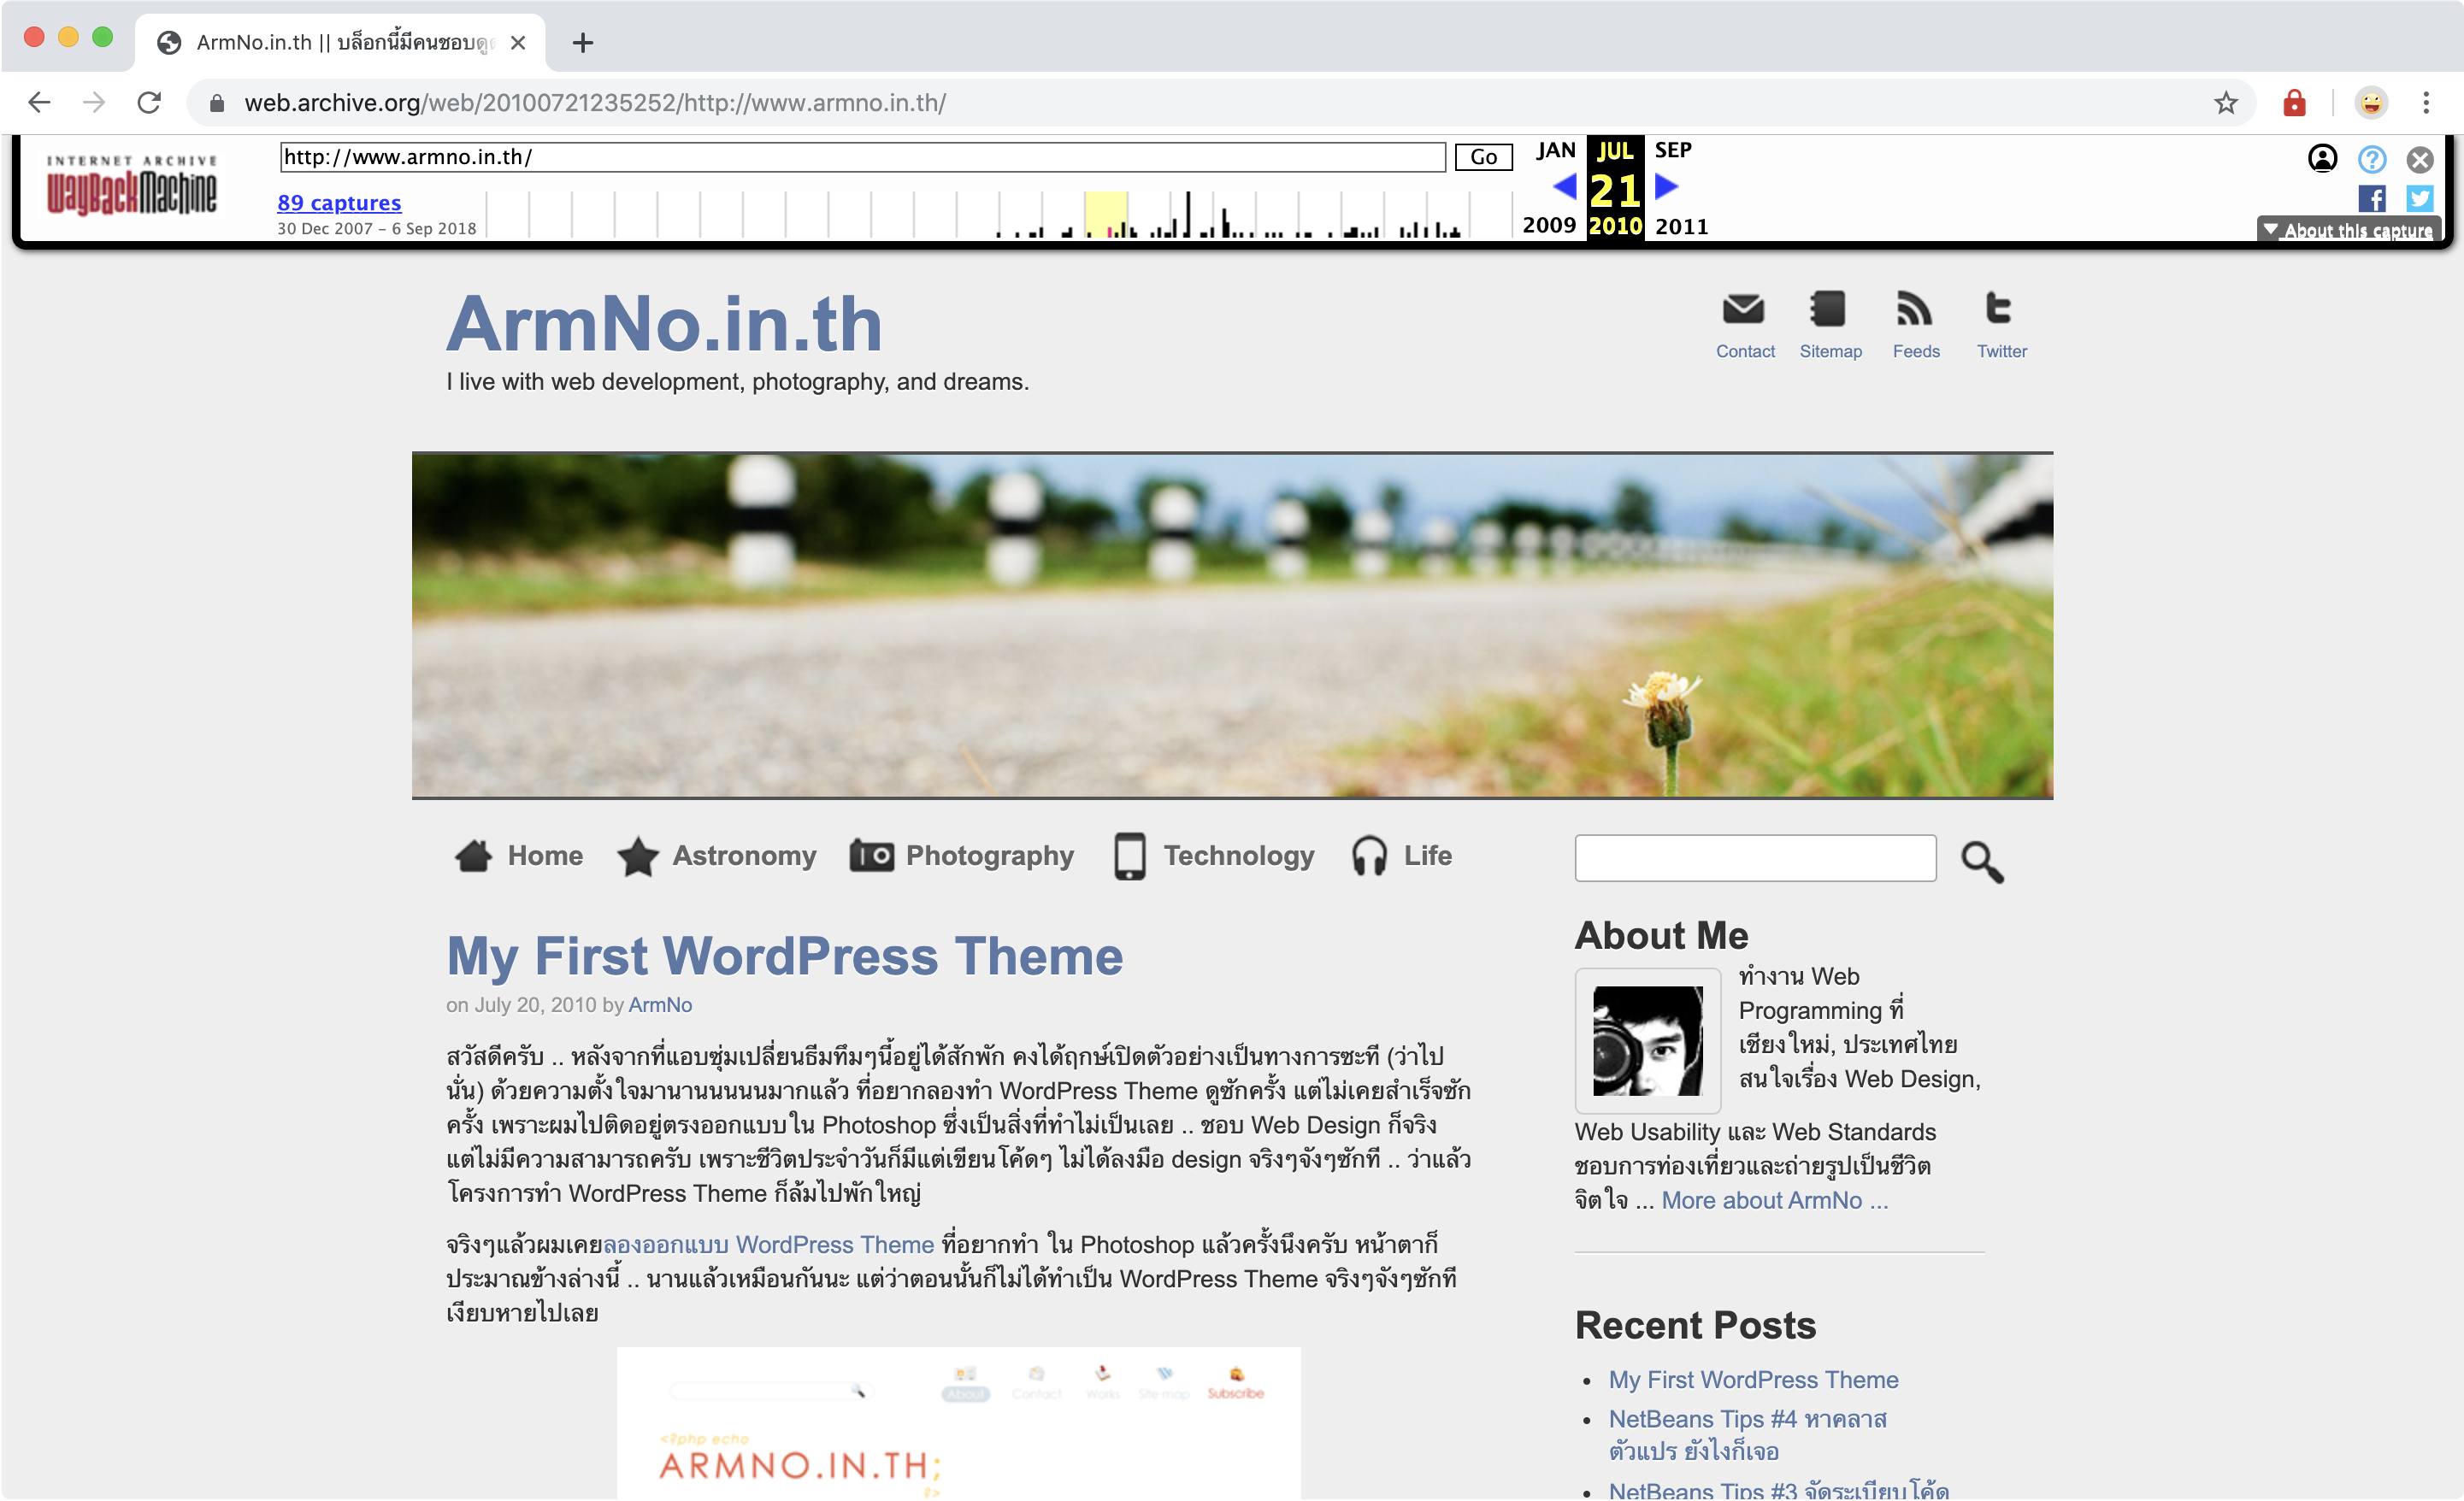 ArmNo.in.th || บล็อกนี้มีคนชอบดู
web.archive.org/web/20100721235252/http://www.armno.in.th/
INTERNET ARCHIVE
WayBackMachine
http://www.armno.in.th/
Go
JAN
JUL
SEP
89 captures
21
30 Dec 2007 – 6 Sep 2018
2009
2010
2011
About this capture
ArmNo.in.th
I live with web development, photography, and dreams.
Contact
Sitemap
Feeds
Twitter
Home
Astronomy
Photography
Technology
Life
My First WordPress Theme
on July 20, 2010 by ArmNo
สวัสดีครับ .. หลังจากที่แอบซุ่มเปลี่ยนธีมทึมๆนี้อยู่ได้สักพัก คงได้ฤกษ์เปิดตัวอย่างเป็นทางการซะที (ว่าไป
นั่น) ด้วยความตั้งใจมานานนนนนมากแล้ว ที่อยากลองทำ WordPress Theme ดูซักครั้ง แต่ไม่เคยสำเร็จซัก
ครั้ง เพราะผมไปติดอยู่ตรงออกแบบใน Photoshop ซึ่งเป็นสิ่งที่ทำไม่เป็นเลย .. ชอบ Web Design ก็จริง
แต่ไม่มีความสามารถครับ เพราะชีวิตประจำวันก็มีแต่เขียนโค้ดๆ ไม่ได้ลงมือ design จริงๆจังๆซักที .. ว่าแล้ว
โครงการทำ WordPress Theme ก็ล้มไปพักใหญ่
จริงๆแล้วผมเคยลองออกแบบ WordPress Theme ที่อยากทำ ใน Photoshop แล้วครั้งนึงครับ หน้าตาก็
ประมาณข้างล่างนี้ .. นานแล้วเหมือนกันนะ แต่ว่าตอนนั้นก็ไม่ได้ทำเป็น WordPress Theme จริงๆจังๆซักที
เงียบหายไปเลย
About
Contact
Works
Site map
Subscribe
<?php echo
ARMNO.IN.TH;
?>
About Me
ทำงาน Web
Programming ที่
เชียงใหม่, ประเทศไทย
สนใจเรื่อง Web Design,
Web Usability และ Web Standards
ชอบการท่องเที่ยวและถ่ายรูปเป็นชีวิต
จิตใจ ... More about ArmNo ...
Recent Posts
My First WordPress Theme
NetBeans Tips #4 หาคลาส
ตัวแปร ยังไงก็เจอ
NetBeans Tips #3 จัดระเบียบโค้ด